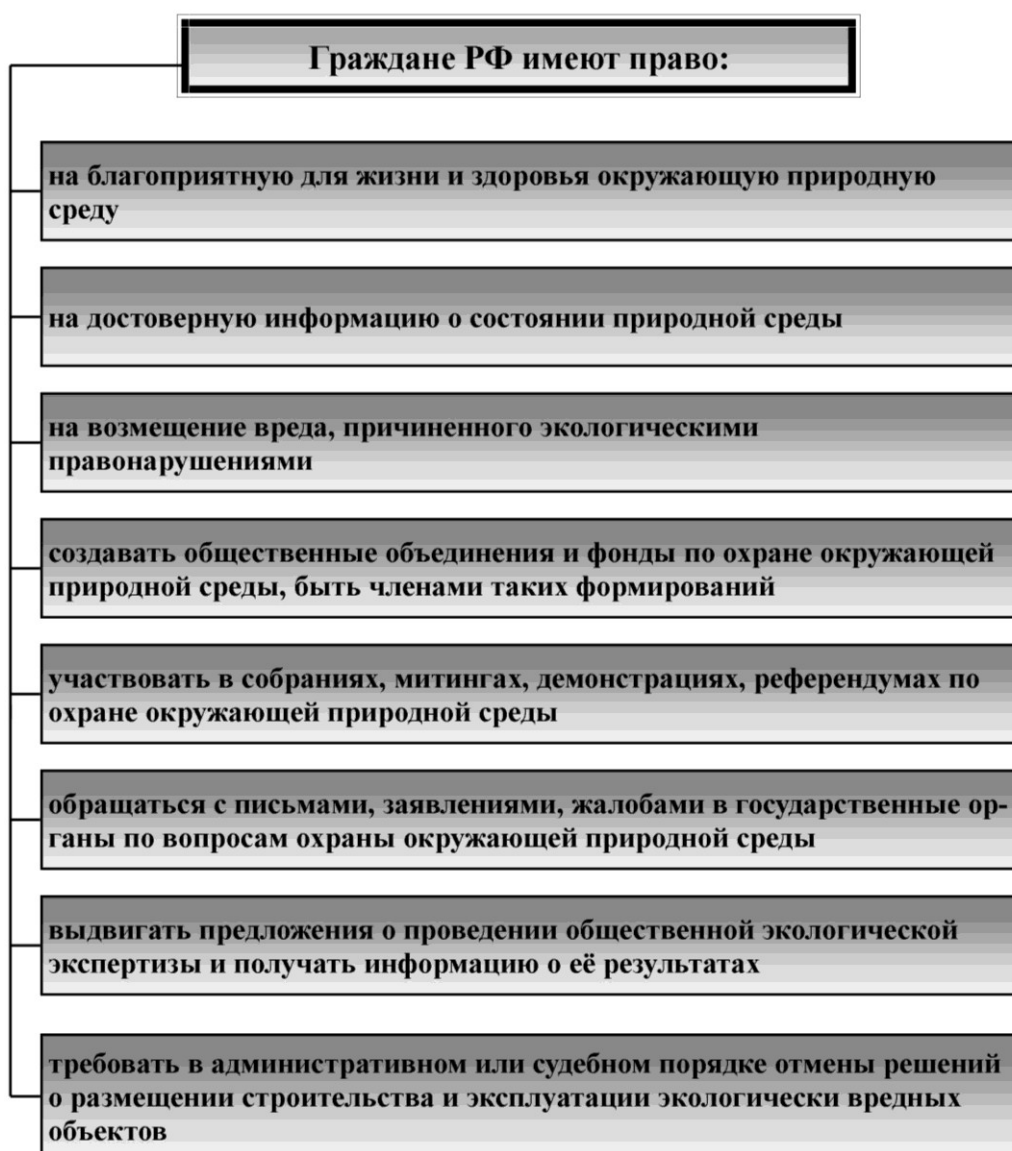 Граждане РФ имеют право:
на благоприятную для жизни и здоровья окружающую природную
среду
на достоверную информацию о состоянии природной среды
на возмещение вреда, причиненного экологическими
правонарушениями
создавать общественные объединения и фонды по охране окружающей
природной среды, быть членами таких формирований
участвовать в собраниях, митингах, демонстрациях, референдумах по
охране окружающей природной среды
обращаться с письмами, заявлениями, жалобами в государственные ор-
ганы по вопросам охраны окружающей природной среды
выдвигать предложения о проведении общественной экологической
экспертизы и получать информацию о её результатах
требовать в административном или судебном порядке отмены решений
о размещении строительства и эксплуатации экологически вредных
объектов